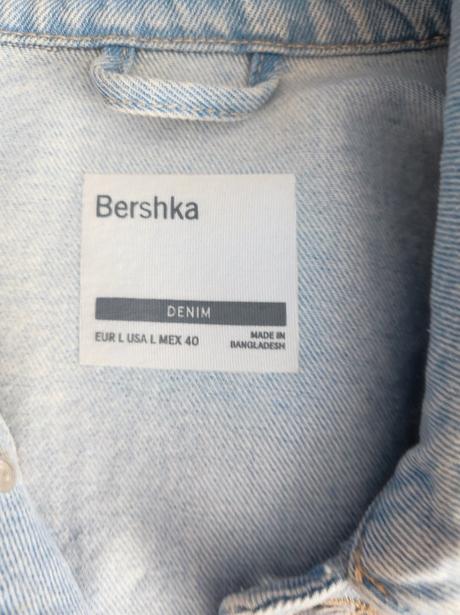 Bershka
DENIM
EUR L USA L MEX 40
MADE IN
BANGLADESH